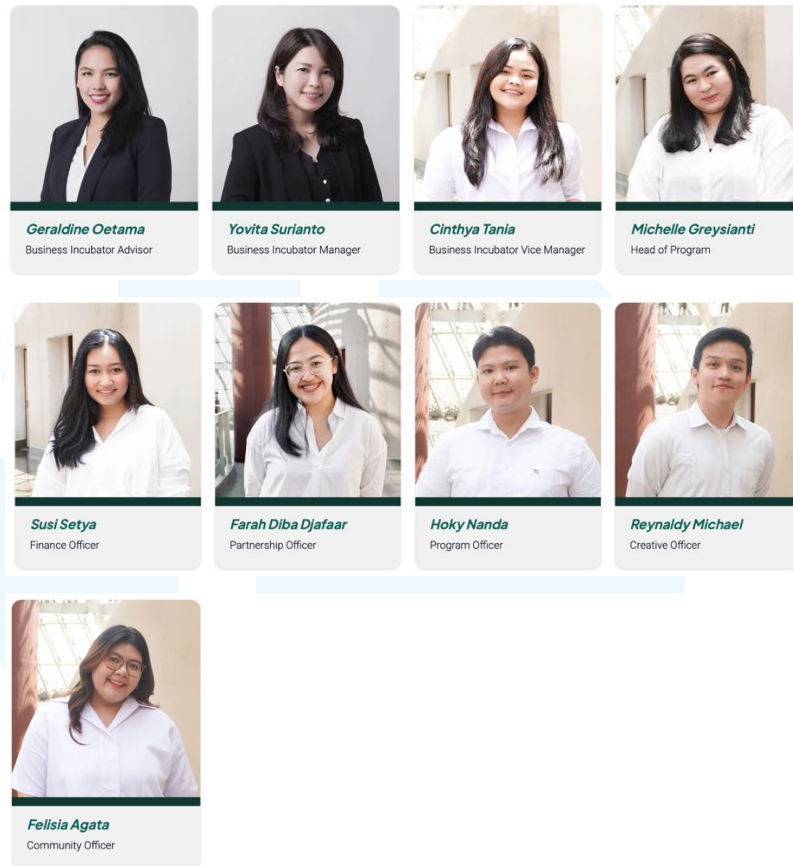 Geraldine Oetama
Business Incubator Advisor
Yovita Surianto
Business Incubator Manager
Cinthya Tania
Business Incubator Vice Manager
Michelle Greysianti
Head of Program
Susi Setya
Finance Officer
Farah Diba Djafaar
Partnership Officer
Hoky Nanda
Program Officer
Reynaldy Michael
Creative Officer
Felisia Agata
Community Officer